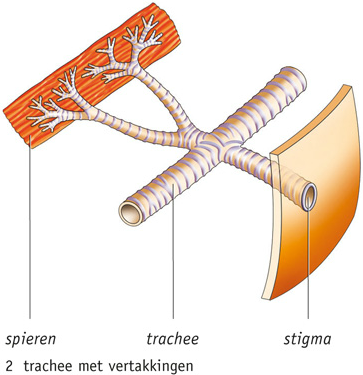 spieren trachee stigma
2 trachee met vertakkingen